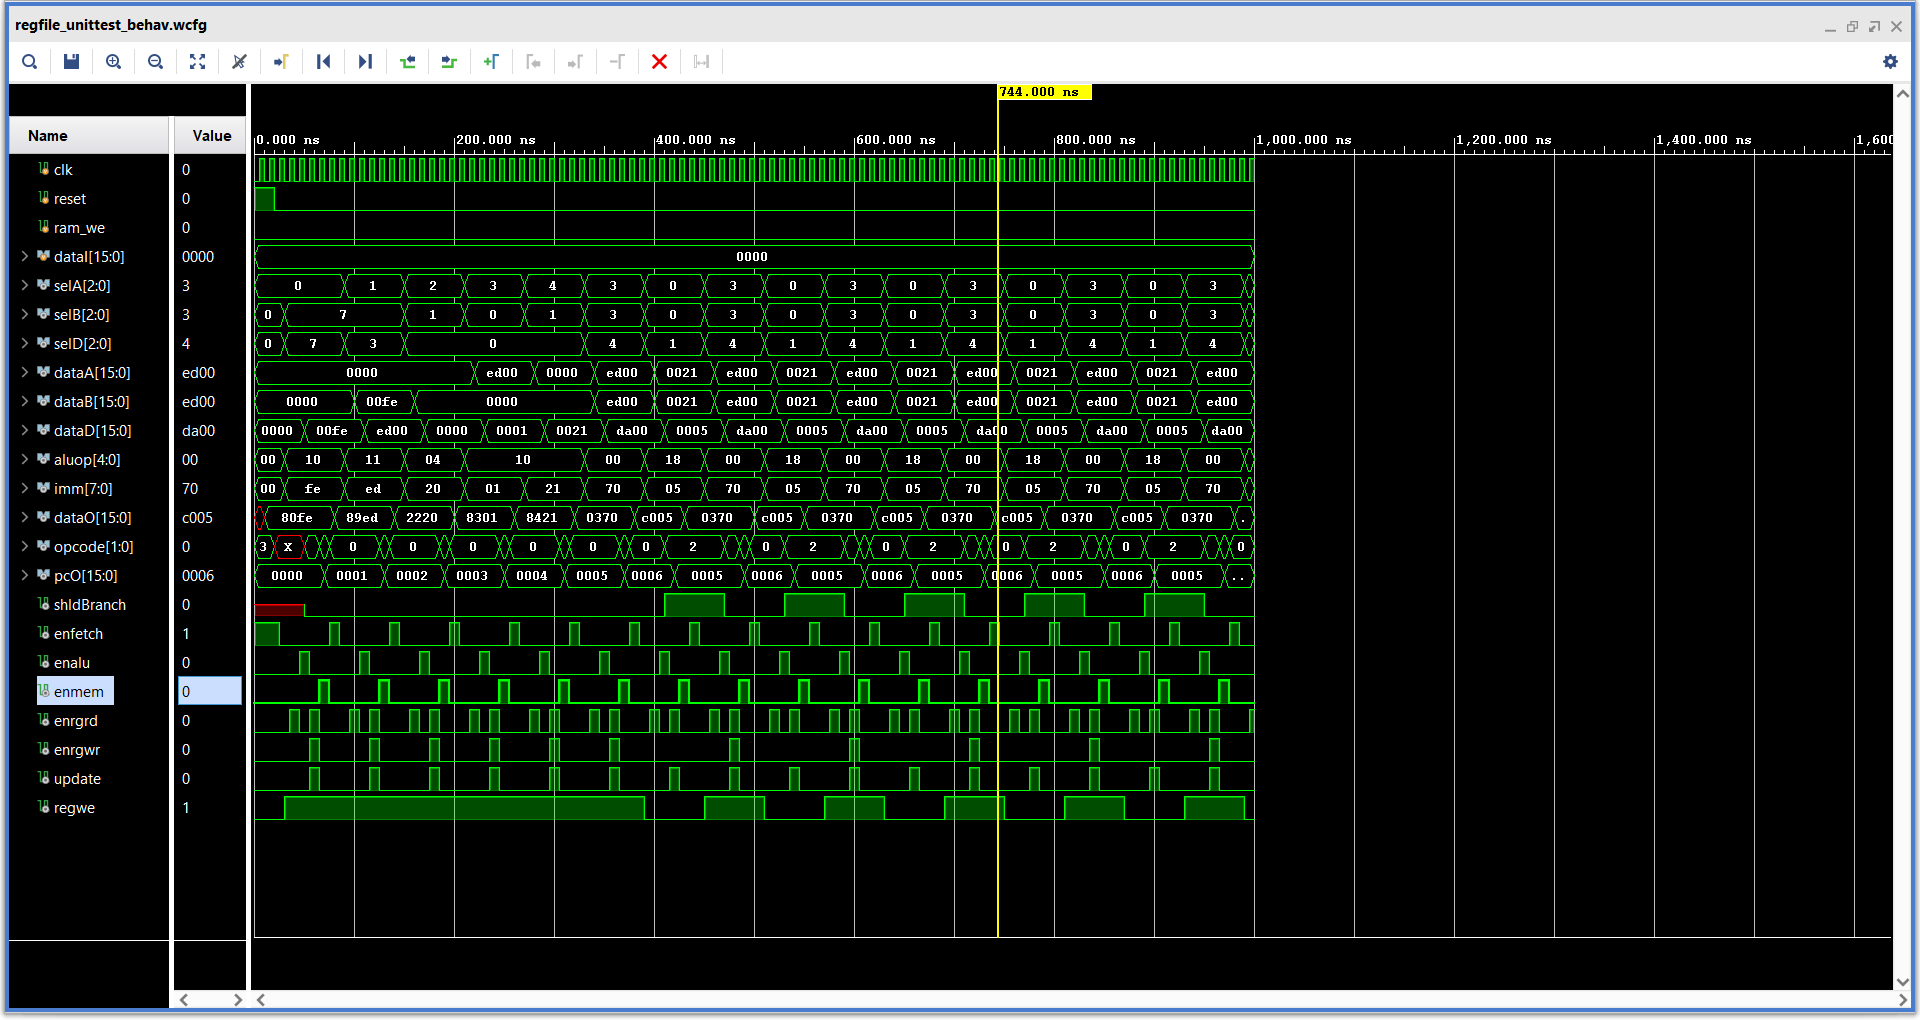 regfile_unittest_behav.wcfg
744.000 ns
Name Value
0.000 ns 200.000 ns 400.000 ns 600.000 ns 800.000 ns 1,000.000 ns 1,200.000 ns 1,400.000 ns 1,600
clk 0
reset 0
ram_we 0
dataI[15:0] 0000 0000
selA[2:0] 3 0 1 2 3 4 3 0 3 0 3 0 3 0 3 0 3
selB[2:0] 3 0 7 1 0 1 3 0 3 0 3 0 3 0 3 0 3
selD[2:0] 4 0 7 3 0 4 1 4 1 4 1 4 1 4 1 4
dataA[15:0] ed00 0000 ed00 0000 ed00 0021 ed00 0021 ed00 0021 ed00 0021 ed00 0021 ed00
dataB[15:0] ed00 0000 00fe 0000 ed00 0021 ed00 0021 ed00 0021 ed00 0021 ed00 0021 ed00
dataD[15:0] da00 0000 00fe ed00 0000 0001 0021 da00 0005 da00 0005 da00 0005 da00 0005 da00 0005 da00
aluop[4:0] 00 00 10 11 04 10 00 18 00 18 00 18 00 18 00 18 00
imm[7:0] 70 00 fe ed 20 01 21 70 05 70 05 70 05 70 05 70 05 70
dataO[15:0] c005 80fe 89ed 2220 8301 8421 0370 c005 0370 c005 0370 c005 0370 c005 0370 c005 0370 .
opcode[1:0] 0 3 X 0 0 0 0 0 0 2 0 2 0 2 0 2 0 2 0
pcO[15:0] 0006 0000 0001 0002 0003 0004 0005 0006 0005 0006 0005 0006 0005 0006 0005 0006 0005 ..
shldBranch 0
enfetch 1
enalu 0
enmem 0
enrgrd 0
enrgwr 0
update 0
regwe 1